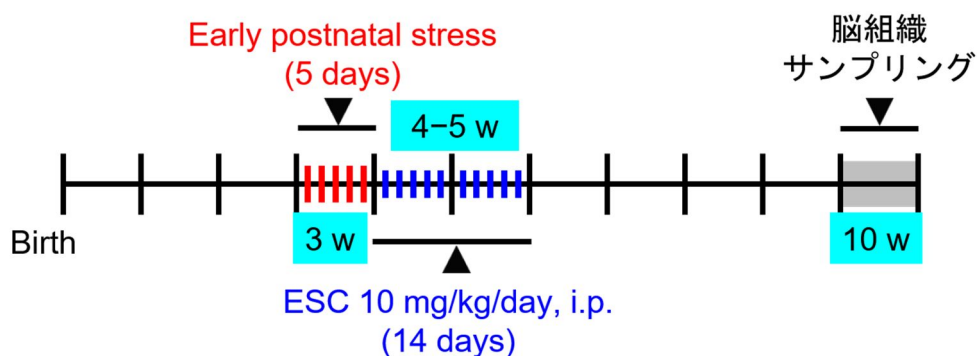 Early postnatal stress
(5 days)
脳組織
サンプリング
4−5 w
Birth
3 w
10 w
ESC 10 mg/kg/day, i.p.
(14 days)